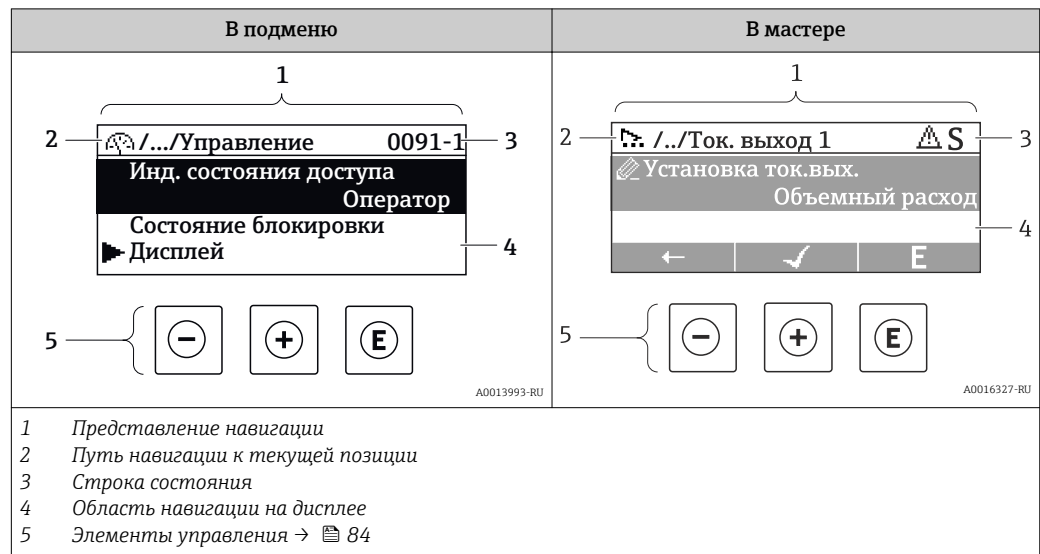 В подменю
В мастере
1
2
/.../Управление 0091-1
3
Инд. состояния доступа
Оператор
Состояние блокировки
Дисплей
4
5
− + E
A0013993-RU
1
2
/../Ток. выход 1 S
3
Установка ток.вых.
Объемный расход
4
← ✓ E
5
− + E
A0016327-RU
1 Представление навигации
2 Путь навигации к текущей позиции
3 Строка состояния
4 Область навигации на дисплее
5 Элементы управления → 84